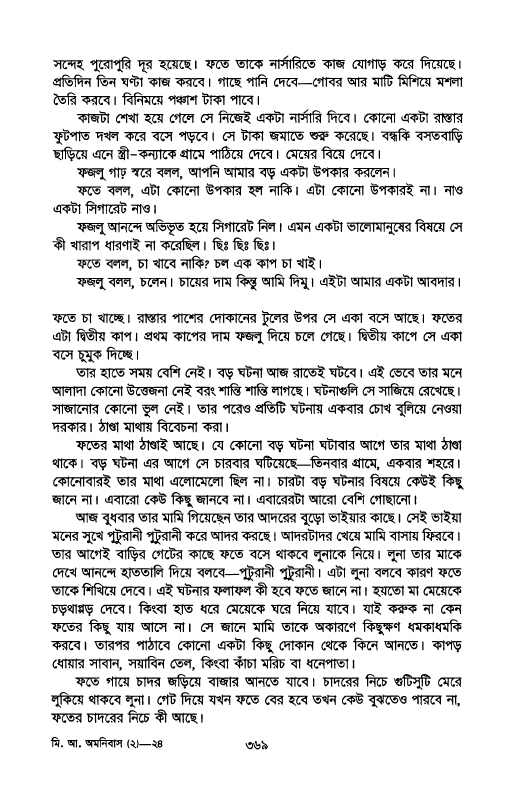 সন্দেহ পুরোপুরি দূর হয়েছে। ফতে তাকে নার্সারিতে কাজ যোগাড় করে দিয়েছে।
প্রতিদিন তিন ঘণ্টা কাজ করবে। গাছে পানি দেবে—গোবর আর মাটি মিশিয়ে মশলা
তৈরি করবে। বিনিময়ে পঞ্চাশ টাকা পাবে।
কাজটা শেখা হয়ে গেলে সে নিজেই একটা নার্সারি দিবে। কোনো একটা রাস্তার
ফুটপাত দখল করে বসে পড়বে। সে টাকা জমাতে শুরু করেছে। বন্ধকি বসতবাড়ি
ছাড়িয়ে এনে স্ত্রী-কন্যাকে গ্রামে পাঠিয়ে দেবে। মেয়ের বিয়ে দেবে।
ফজলু গাঢ় স্বরে বলল, আপনি আমার বড় একটা উপকার করলেন।
ফতে বলল, এটা কোনো উপকার হল নাকি। এটা কোনো উপকারই না। নাও
একটা সিগারেট নাও।
ফজলু আনন্দে অভিভূত হয়ে সিগারেট নিল। এমন একটা ভালোমানুষের বিষয়ে সে
কী খারাপ ধারণাই না করেছিল। ছিঃ ছিঃ ছিঃ।
ফতে বলল, চা খাবে নাকি? চল এক কাপ চা খাই।
ফজলু বলল, চলেন। চায়ের দাম কিন্তু আমি দিমু। এইটা আমার একটা আবদার।
ফতে চা খাচ্ছে। রাস্তার পাশের দোকানের টুলের উপর সে একা বসে আছে। ফতের
এটা দ্বিতীয় কাপ। প্রথম কাপের দাম ফজলু দিয়ে চলে গেছে। দ্বিতীয় কাপে সে একা
বসে চুমুক দিচ্ছে।
তার হাতে সময় বেশি নেই। বড় ঘটনা আজ রাতেই ঘটবে। এই ভেবে তার মনে
আলাদা কোনো উত্তেজনা নেই বরং শান্তি শান্তি লাগছে। ঘটনাগুলি সে সাজিয়ে রেখেছে।
সাজানোর কোনো ভুল নেই। তার পরেও প্রতিটি ঘটনায় একবার চোখ বুলিয়ে নেওয়া
দরকার। ঠাণ্ডা মাথায় বিবেচনা করা।
ফতের মাথা ঠাণ্ডাই আছে। যে কোনো বড় ঘটনা ঘটাবার আগে তার মাথা ঠাণ্ডা
থাকে। বড় ঘটনা এর আগে সে চারবার ঘটিয়েছে—তিনবার গ্রামে, একবার শহরে।
কোনোবারই তার মাথা এলোমেলো ছিল না। চারটা বড় ঘটনার বিষয়ে কেউই কিছু
জানে না। এবারো কেউ কিছু জানবে না। এবারেরটা আরো বেশি গোছানো।
আজ বুধবার তার মামি গিয়েছেন তার আদরের বুড়ো ভাইয়ার কাছে। সেই ভাইয়া
মনের সুখে পুটুরানী পুটুরানী করে আদর করছে। আদরটাদর খেয়ে মামি বাসায় ফিরবে।
তার আগেই বাড়ির গেটের কাছে ফতে বসে থাকবে লুনাকে নিয়ে। লুনা তার মাকে
দেখে আনন্দে হাততালি দিয়ে বলবে—পুটুরানী পুটুরানী। এটা লুনা বলবে কারণ ফতে
তাকে শিখিয়ে দেবে। এই ঘটনার ফলাফল কী হবে ফতে জানে না। হয়তো মা মেয়েকে
চড়থাপ্পড় দেবে। কিংবা হাত ধরে মেয়েকে ঘরে নিয়ে যাবে। যাই করুক না কেন
ফতের কিছু যায় আসে না। সে জানে মামি তাকে অকারণে কিছুক্ষণ ধমকাধমকি
করবে। তারপর পাঠাবে কোনো একটা কিছু দোকান থেকে কিনে আনতে। কাপড়
ধোয়ার সাবান, সয়াবিন তেল, কিংবা কাঁচা মরিচ বা ধনেপাতা।
ফতে গায়ে চাদর জড়িয়ে বাজার আনতে যাবে। চাদরের নিচে গুটিসুটি মেরে
লুকিয়ে থাকবে লুনা। গেট দিয়ে যখন ফতে বের হবে তখন কেউ বুঝতেও পারবে না,
ফতের চাদরের নিচে কী আছে।
মি. আ. অমনিবাস (২)—২৪
৩৬৯